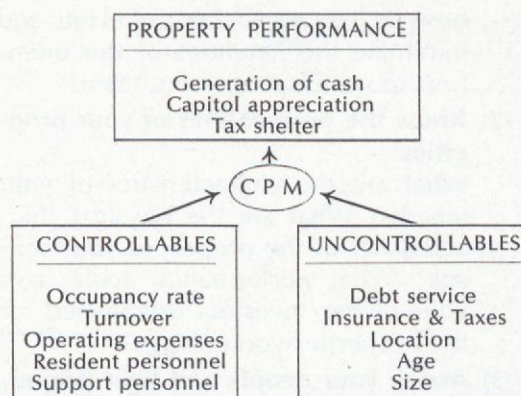 PROPERTY PERFORMANCE
Generation of cash
Capitol appreciation
Tax shelter
CPM
CONTROLLABLES
Occupancy rate
Turnover
Operating expenses
Resident personnel
Support personnel
UNCONTROLLABLES
Debt service
Insurance & Taxes
Location
Age
Size